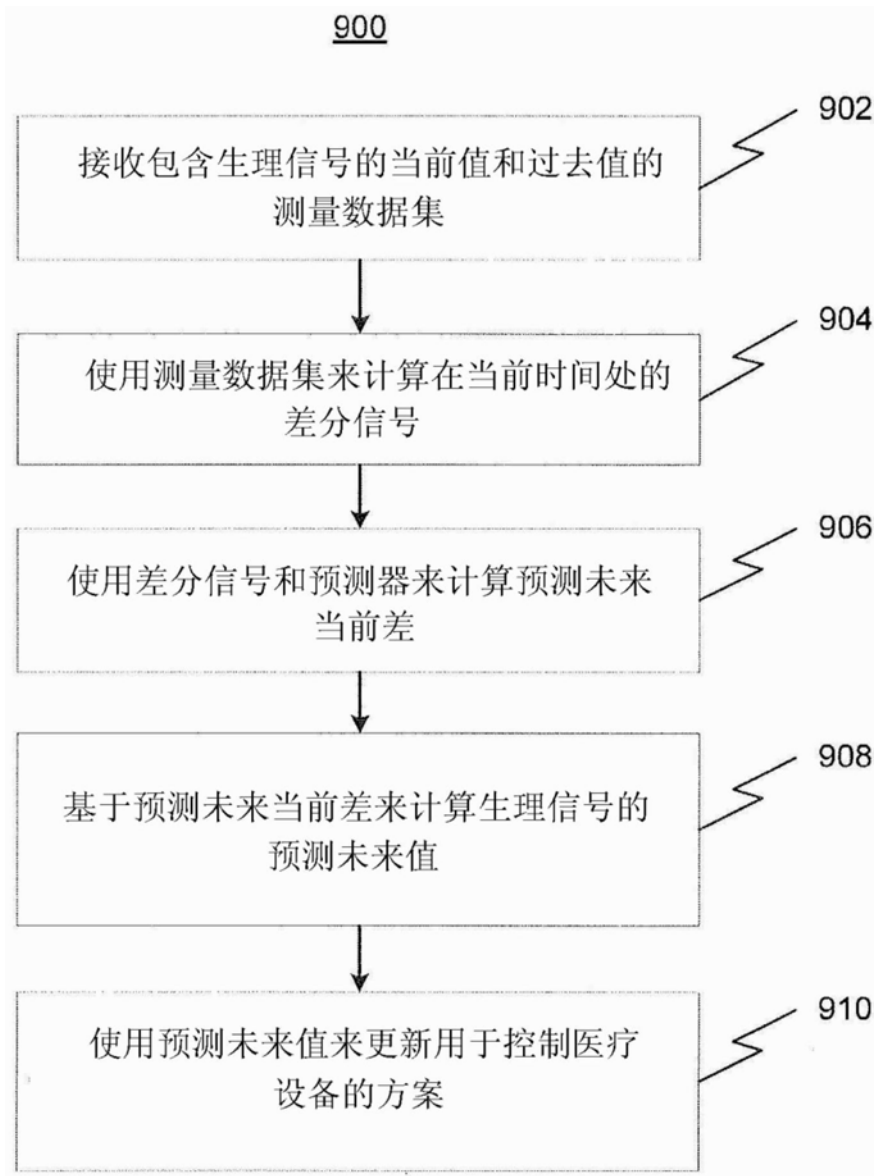 900
902
接收包含生理信号的当前值和过去值的
测量数据集
904
使用测量数据集来计算在当前时间处的
差分信号
906
使用差分信号和预测器来计算预测未来
当前差
908
基于预测未来当前差来计算生理信号的
预测未来值
910
使用预测未来值来更新用于控制医疗
设备的方案